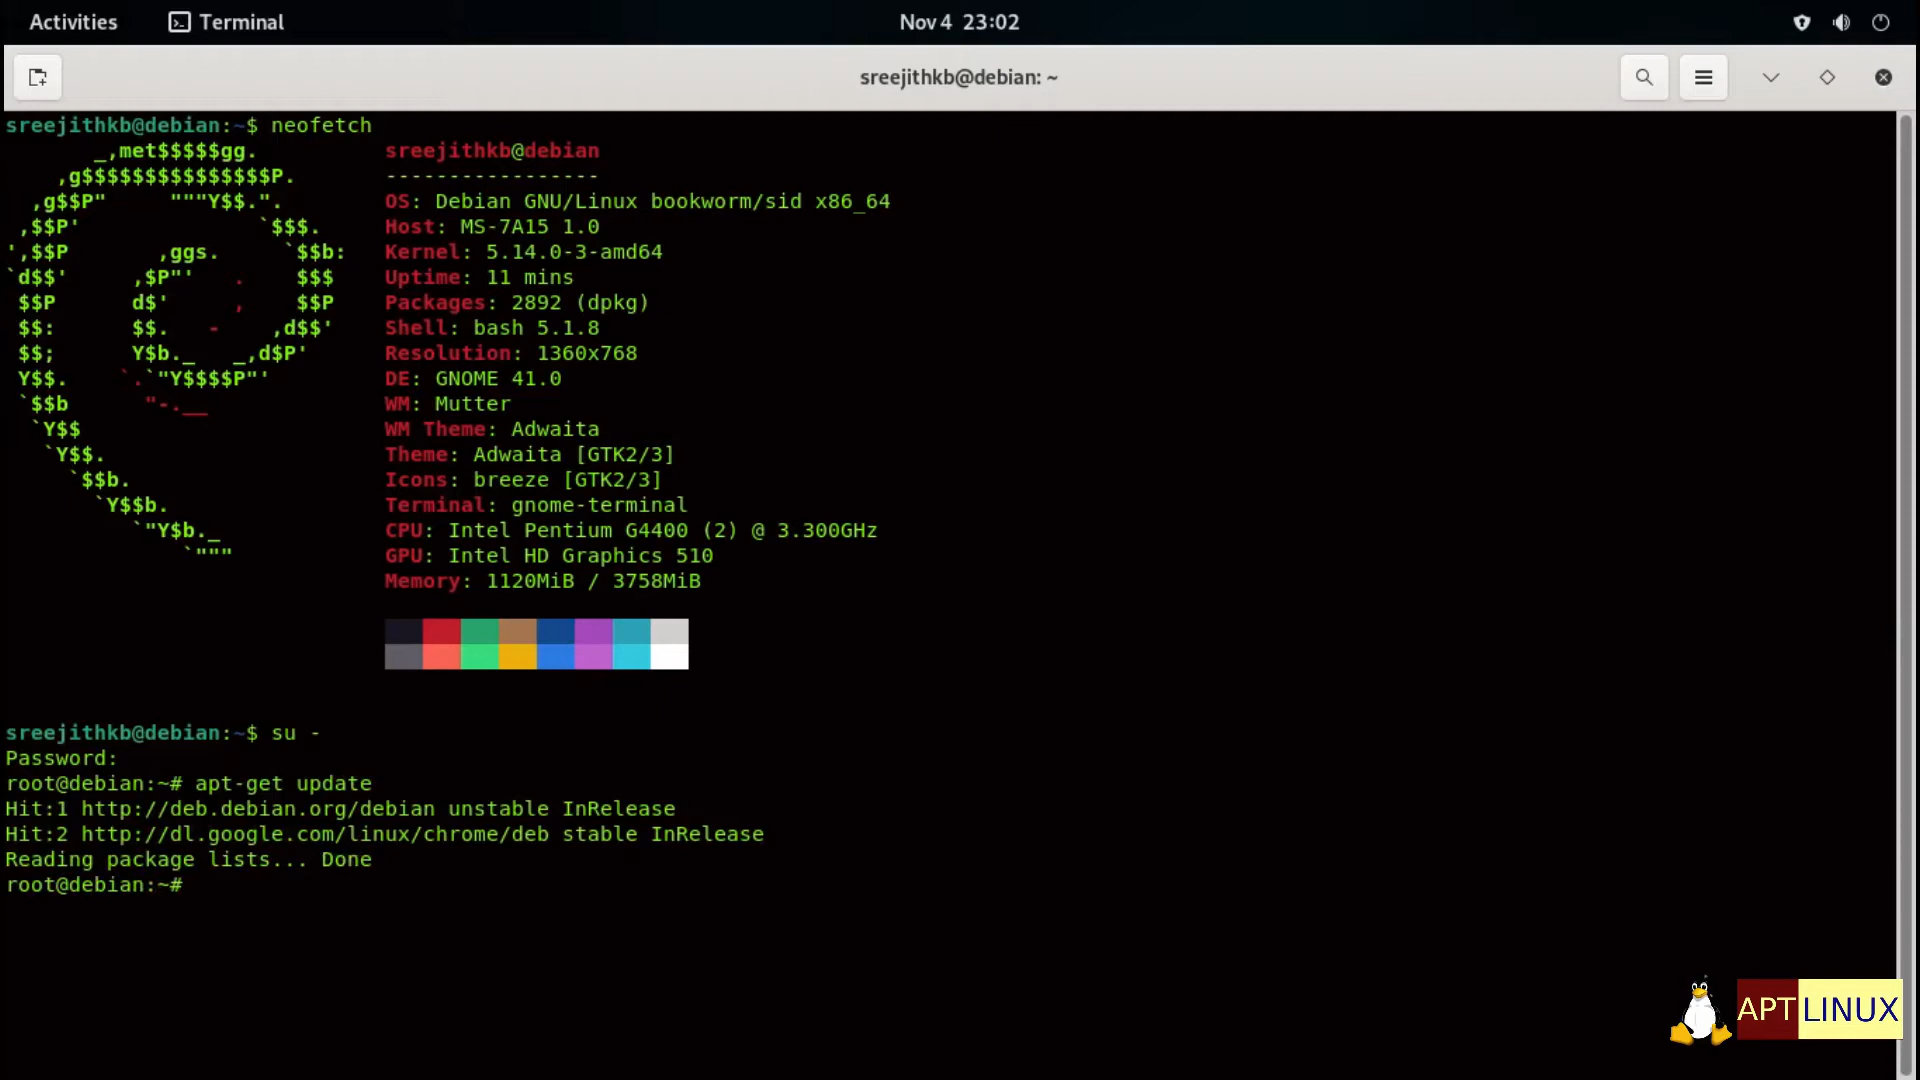 Activities Terminal Nov 4 23:02
sreejithkb@debian: ~
sreejithkb@debian:~$ neofetch
       _,met$$$$$gg.          sreejithkb@debian
    ,g$$$$$$$$$$$$$$$P.       -----------------
  ,g$$P"     """Y$$.".        OS: Debian GNU/Linux bookworm/sid x86_64
 ,$$P'              `$$$.     Host: MS-7A15 1.0
',$$P       ,ggs.     `$$b:   Kernel: 5.14.0-3-amd64
`d$$'     ,$P"'   .    $$$    Uptime: 11 mins
 $$P      d$'     ,    $$P    Packages: 2892 (dpkg)
 $$:      $$.   -    ,d$$'    Shell: bash 5.1.8
 $$;      Y$b._   _,d$P'      Resolution: 1360x768
 Y$$.    `.`"Y$$$$P"'         DE: GNOME 41.0
 `$$b      "-.__              WM: Mutter
  `Y$$                        WM Theme: Adwaita
   `Y$$.                      Theme: Adwaita [GTK2/3]
     `$$b.                    Icons: breeze [GTK2/3]
       `Y$$b.                 Terminal: gnome-terminal
          `"Y$b._             CPU: Intel Pentium G4400 (2) @ 3.300GHz
              `"""            GPU: Intel HD Graphics 510
                              Memory: 1120MiB / 3758MiB
sreejithkb@debian:~$ su -
Password:
root@debian:~# apt-get update
Hit:1 http://deb.debian.org/debian unstable InRelease
Hit:2 http://dl.google.com/linux/chrome/deb stable InRelease
Reading package lists... Done
root@debian:~#
APTLINUX